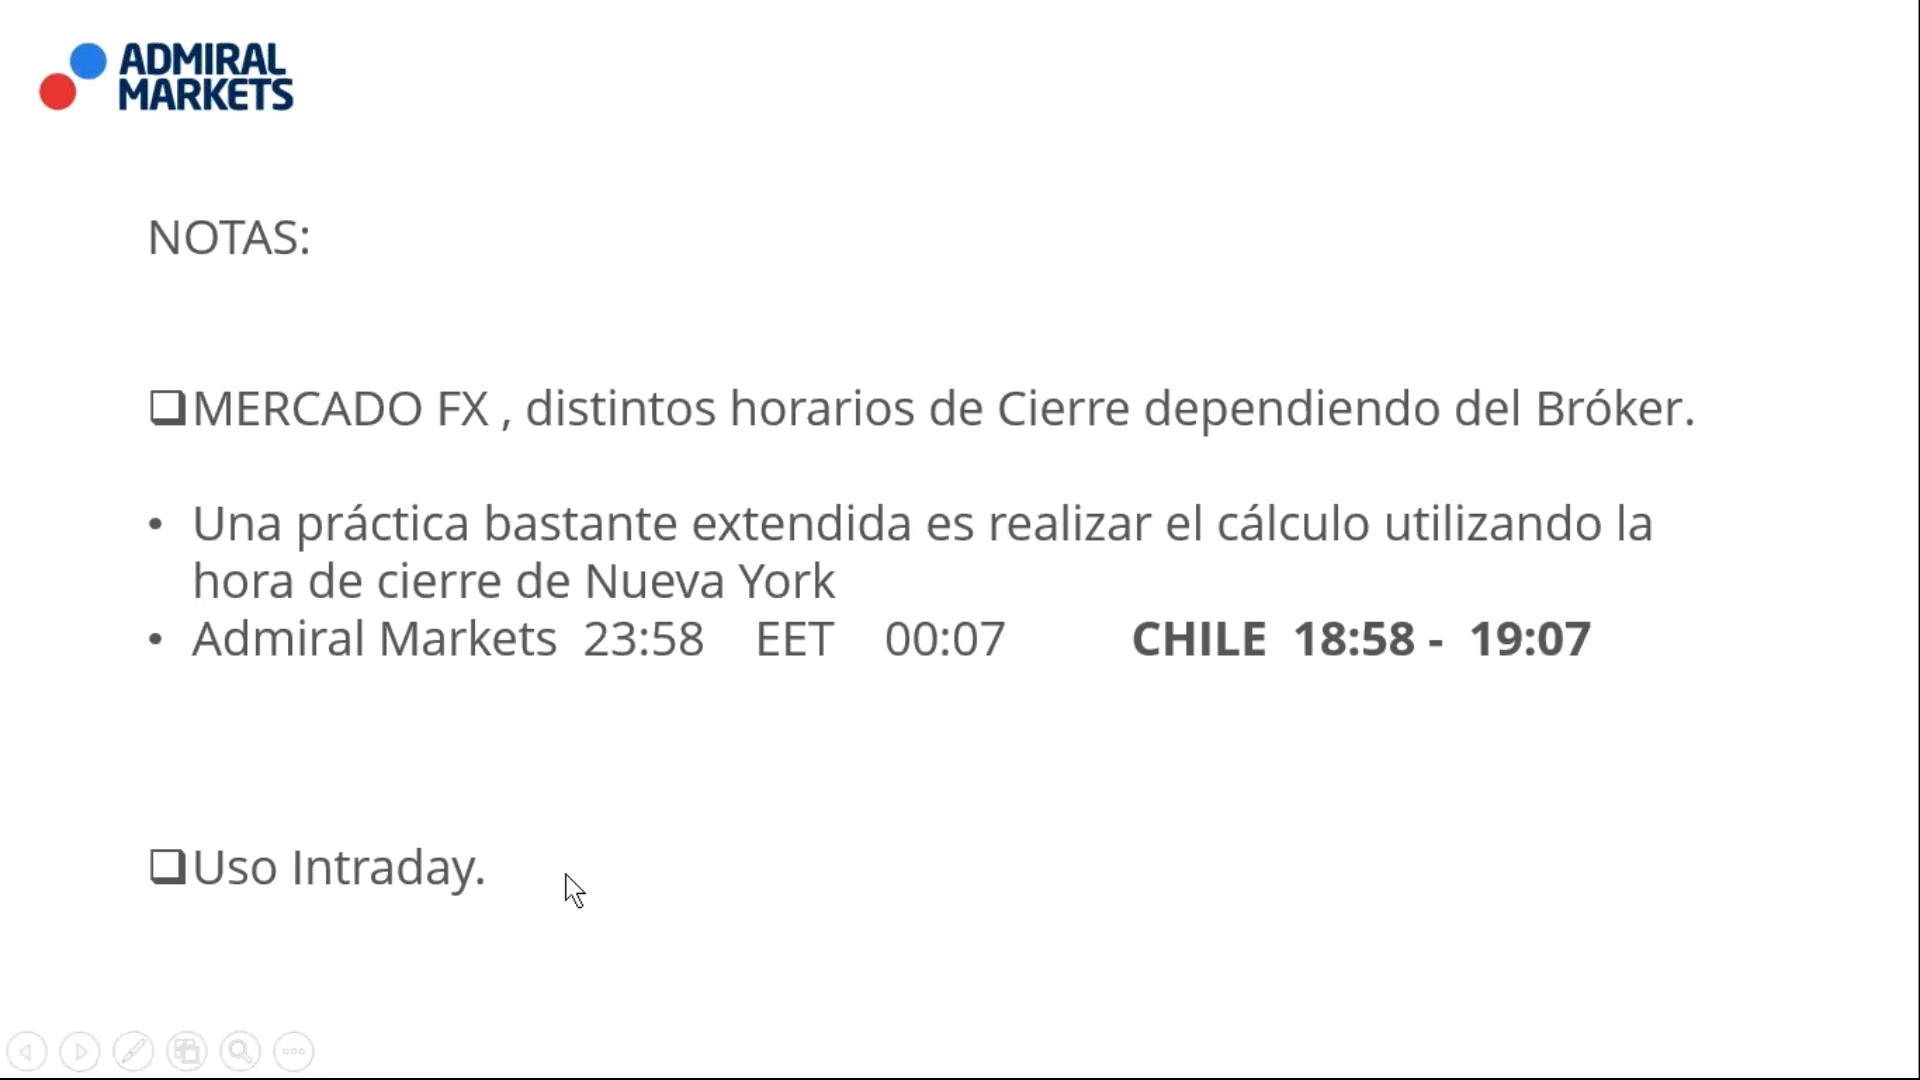 ADMIRAL
MARKETS
NOTAS:
❑MERCADO FX , distintos horarios de Cierre dependiendo del Bróker.
• Una práctica bastante extendida es realizar el cálculo utilizando la
hora de cierre de Nueva York
• Admiral Markets 23:58 EET 00:07 CHILE 18:58 - 19:07
❑Uso Intraday.